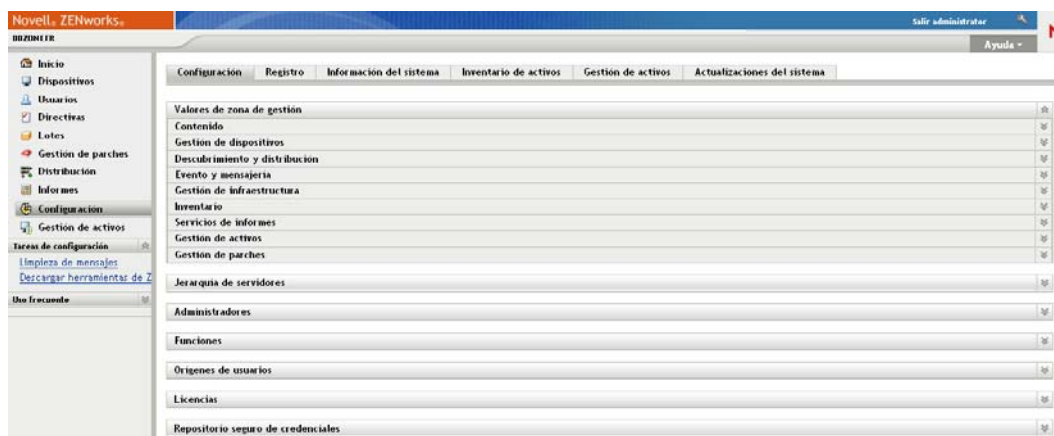 Novell® ZENworks®
Salir administrator
Ayuda
Inicio
Dispositivos
Usuarios
Directivas
Lotes
Gestión de parches
Distribución
Informes
Configuración
Gestión de activos
Tareas de configuración
Limpieza de mensajes
Descargar herramientas de Z
Uso frecuente
Configuración Registro Información del sistema Inventario de activos Gestión de activos Actualizaciones del sistema
Valores de zona de gestión
Contenido
Gestión de dispositivos
Descubrimiento y distribución
Evento y mensajería
Gestión de infraestructura
Inventario
Servicios de informes
Gestión de activos
Gestión de parches
Jerarquía de servidores
Administradores
Funciones
Orígenes de usuarios
Licencias
Repositorio seguro de credenciales